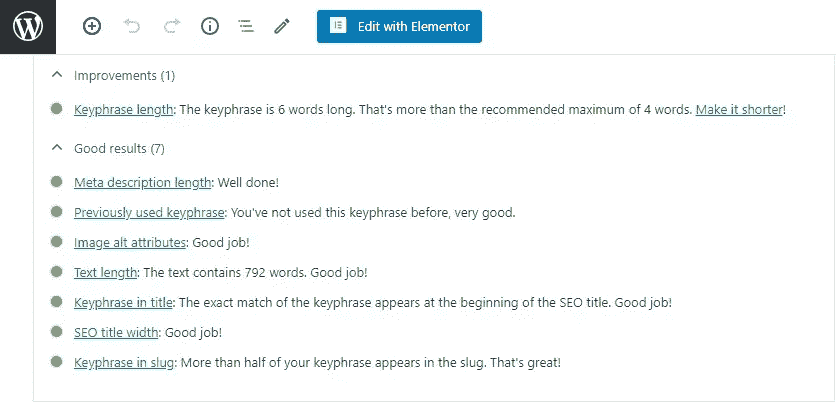 Edit with Elementor
Improvements (1)
Keyphrase length: The keyphrase is 6 words long. That's more than the recommended maximum of 4 words. Make it shorter!
Good results (7)
Meta description length: Well done!
Previously used keyphrase: You've not used this keyphrase before, very good.
Image alt attributes: Good job!
Text length: The text contains 792 words. Good job!
Keyphrase in title: The exact match of the keyphrase appears at the beginning of the SEO title. Good job!
SEO title width: Good job!
Keyphrase in slug: More than half of your keyphrase appears in the slug. That's great!